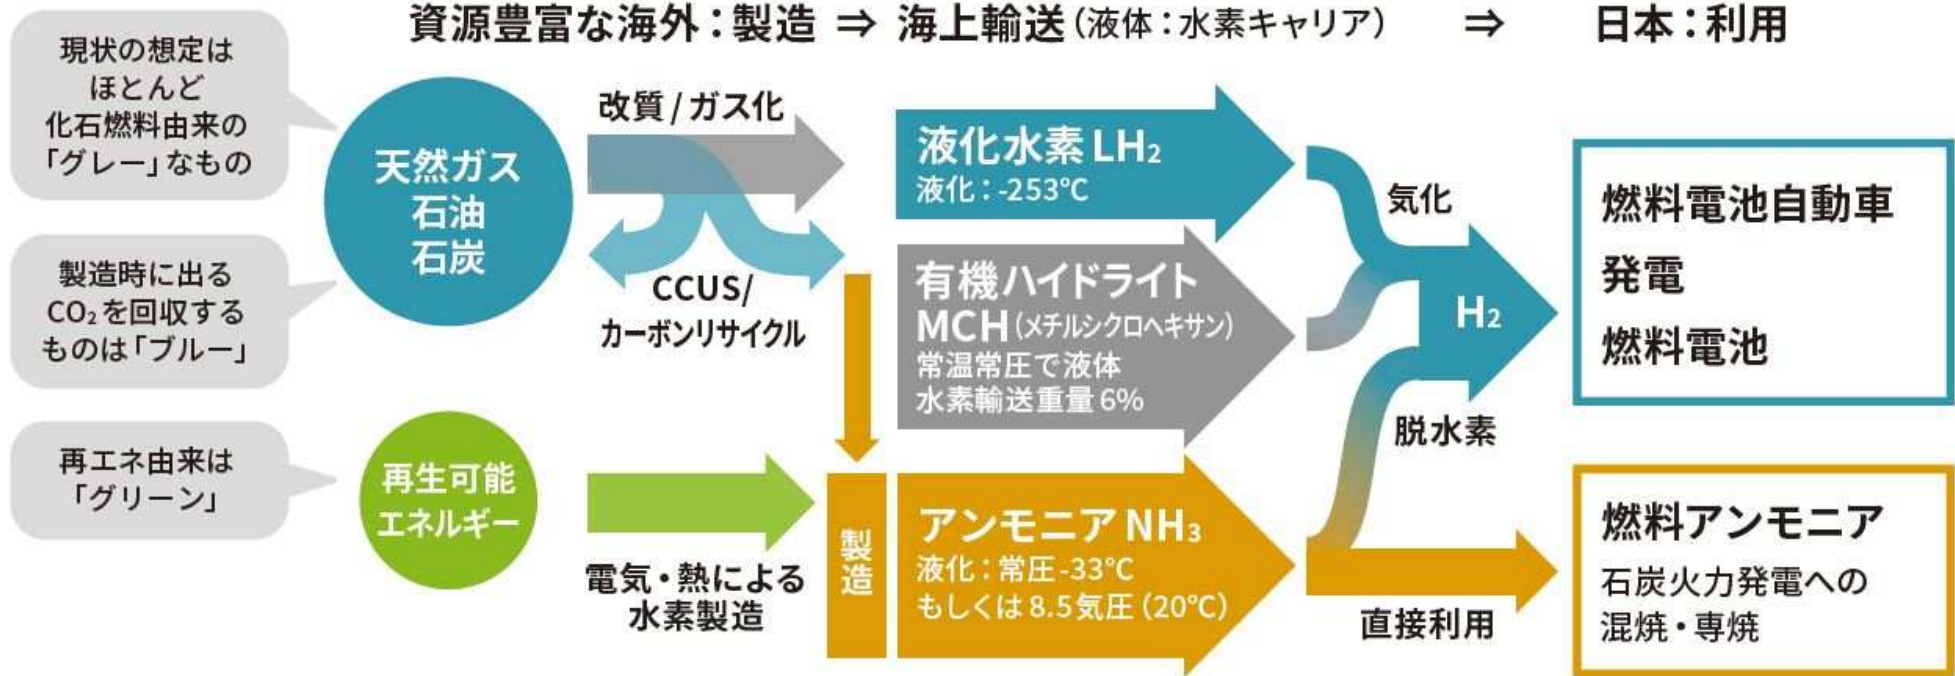 資源豊富な海外：製造 ⇒ 海上輸送（液体：水素キャリア） ⇒ 日本：利用
現状の想定は
ほとんど
化石燃料由来の
「グレー」なもの
製造時に出る
CO₂を回収する
ものは「ブルー」
再エネ由来は
「グリーン」
天然ガス
石油
石炭
再生可能
エネルギー
改質/ガス化
CCUS/
カーボンリサイクル
電気・熱による
水素製造
製造
液化水素LH₂
液化：-253℃
有機ハイドライト
MCH（メチルシクロヘキサン）
常温常圧で液体
水素輸送重量6%
アンモニアNH₃
液化：常圧-33℃
もしくは8.5気圧（20℃）
気化
H₂
脱水素
直接利用
燃料電池自動車
発電
燃料電池
燃料アンモニア
石炭火力発電への
混焼・専焼